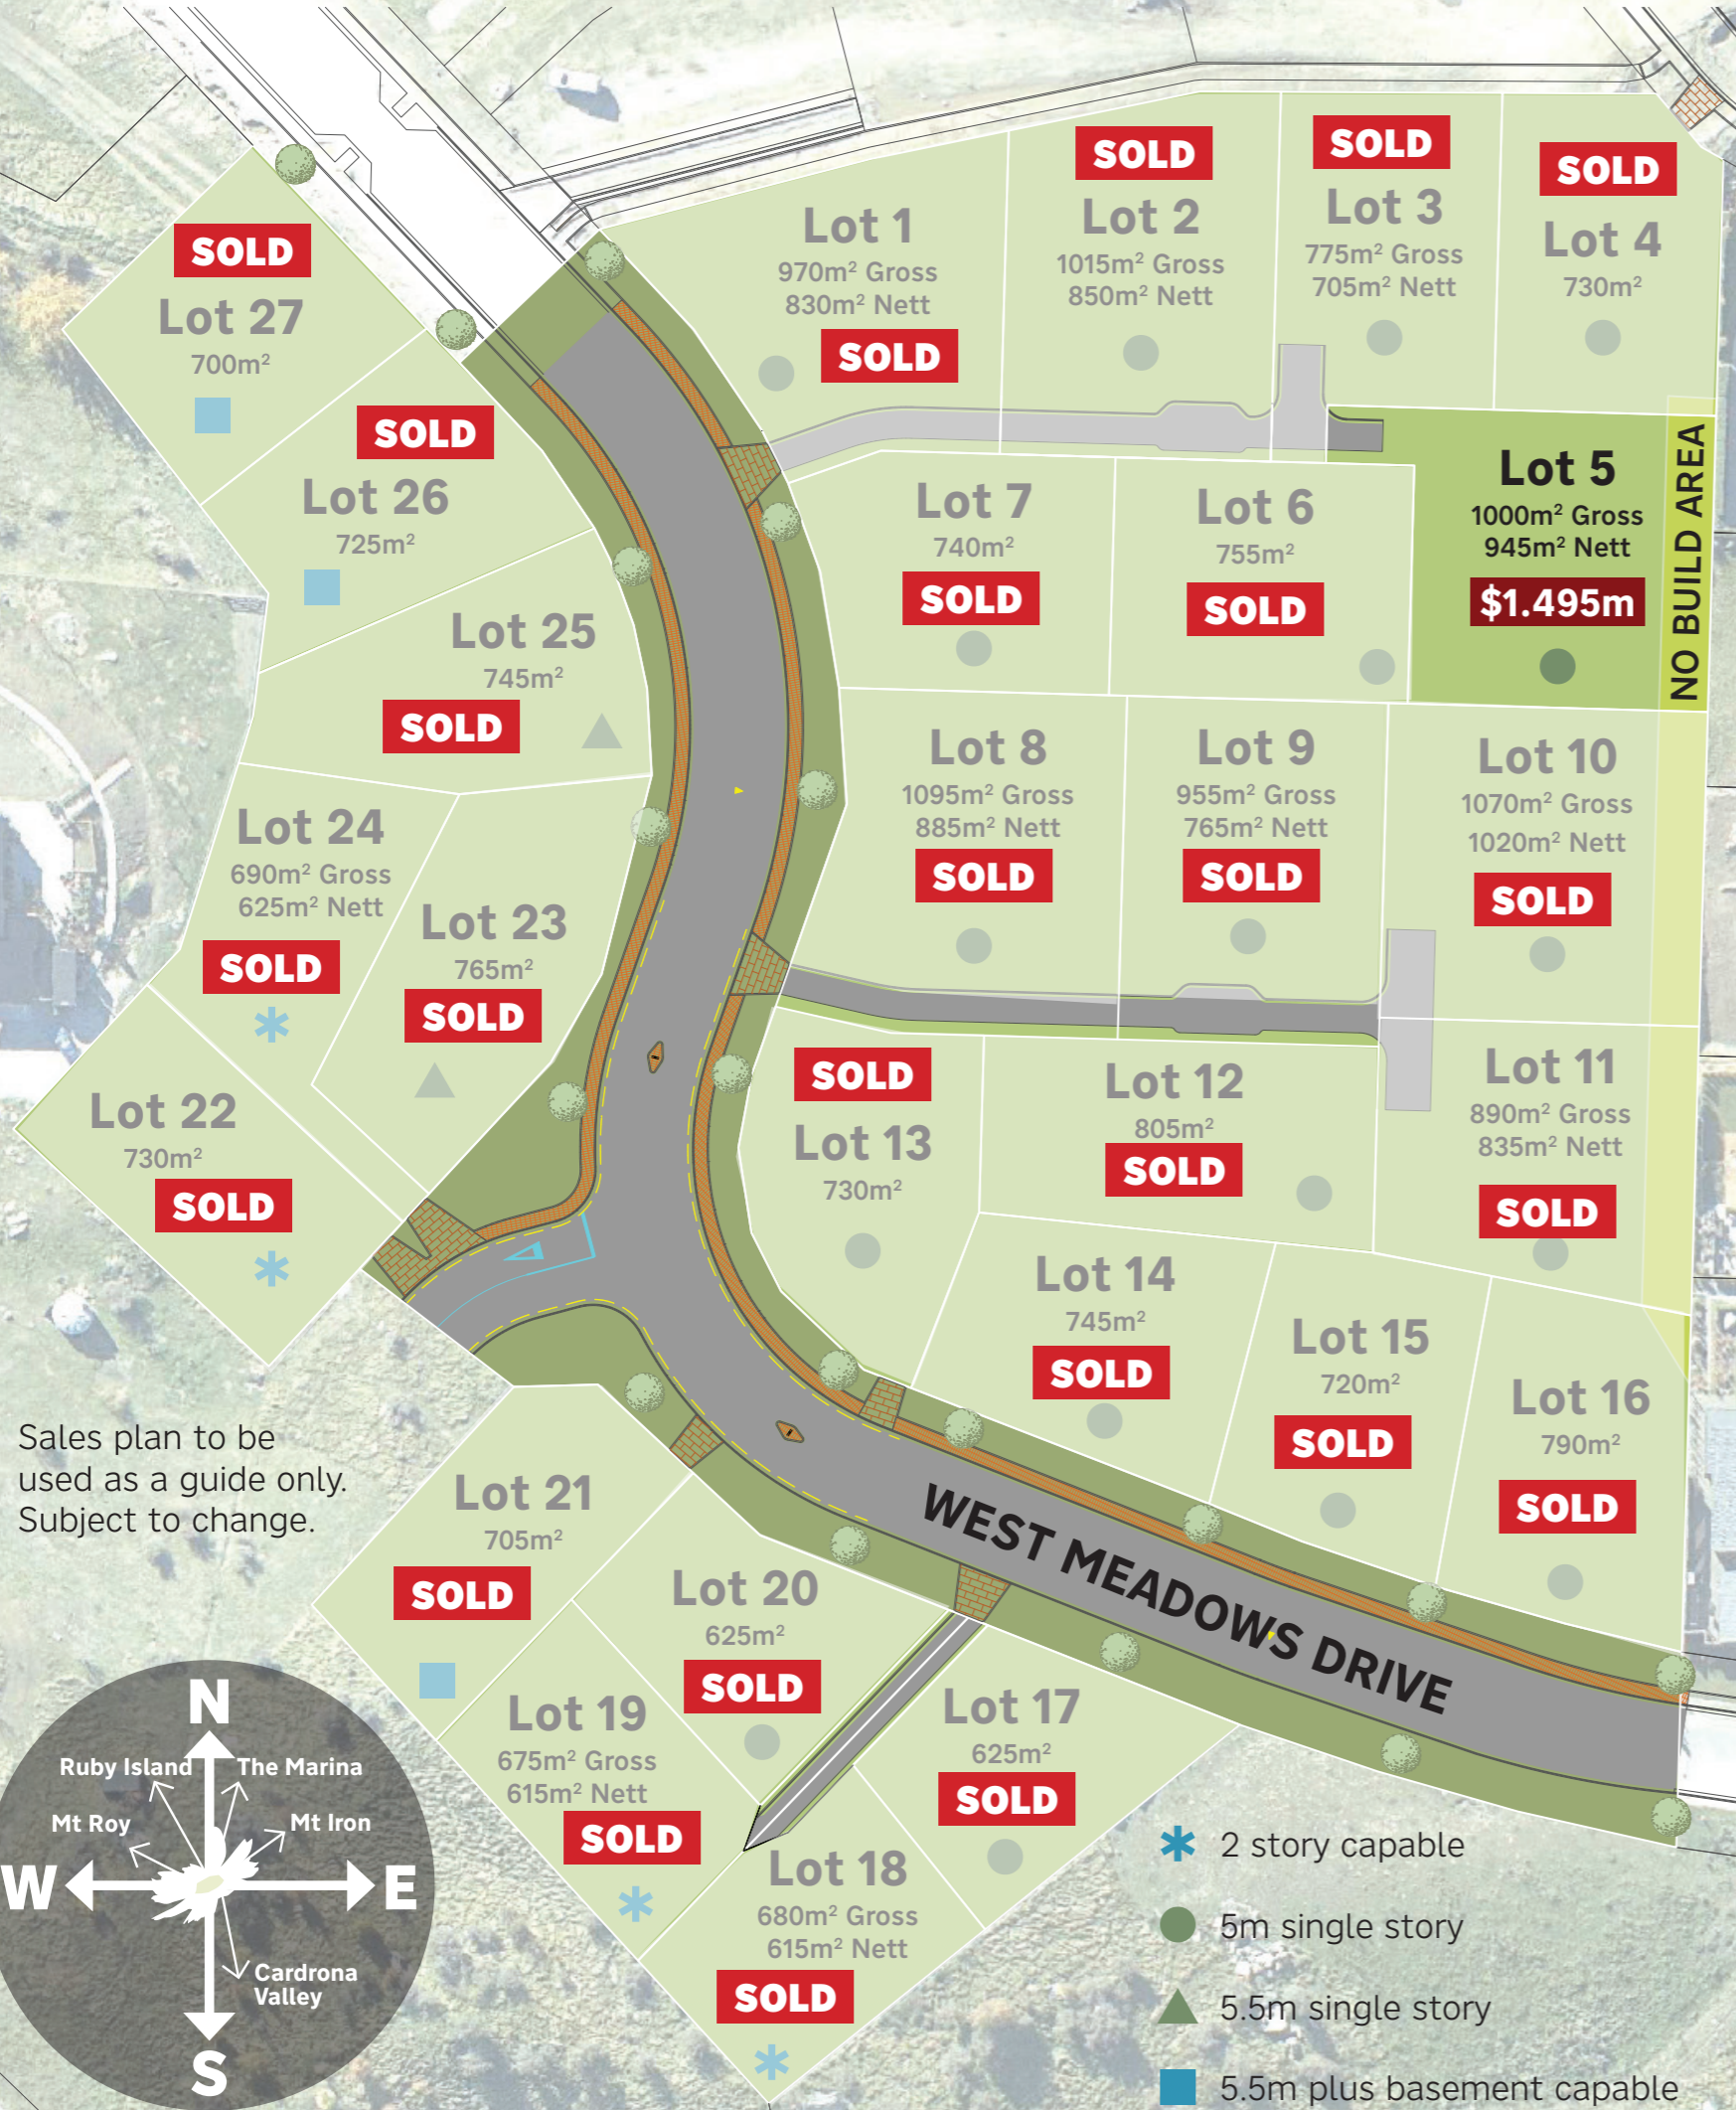 SOLD
Lot 27
700m²
SOLD
Lot 26
725m²
Lot 25
745m²
SOLD
Lot 24
690m² Gross
625m² Nett
SOLD
Lot 23
765m²
SOLD
Lot 22
730m²
SOLD
Lot 1
970m² Gross
830m² Nett
SOLD
SOLD
Lot 2
1015m² Gross
850m² Nett
SOLD
Lot 3
775m² Gross
705m² Nett
SOLD
Lot 4
730m²
Lot 7
740m²
SOLD
Lot 6
755m²
SOLD
Lot 5
1000m² Gross
945m² Nett
$1.495m
NO BUILD AREA
Lot 8
1095m² Gross
885m² Nett
SOLD
Lot 9
955m² Gross
765m² Nett
SOLD
Lot 10
1070m² Gross
1020m² Nett
SOLD
SOLD
Lot 13
730m²
Lot 12
805m²
SOLD
Lot 11
890m² Gross
835m² Nett
SOLD
Lot 14
745m²
SOLD
Lot 15
720m²
SOLD
Lot 16
790m²
SOLD
WEST MEADOWS DRIVE
Sales plan to be
used as a guide only.
Subject to change.
Lot 21
705m²
SOLD
Lot 20
625m²
SOLD
Lot 19
675m² Gross
615m² Nett
SOLD
Lot 17
625m²
SOLD
Lot 18
680m² Gross
615m² Nett
SOLD
N
Ruby Island
The Marina
Mt Roy
Mt Iron
W
E
Cardrona
Valley
S
2 story capable
5m single story
5.5m single story
5.5m plus basement capable